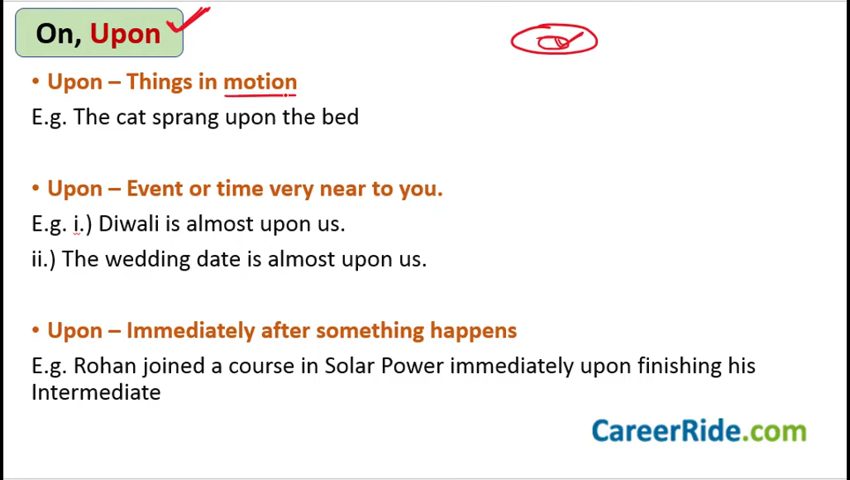 On, Upon
• Upon – Things in motion
E.g. The cat sprang upon the bed
• Upon – Event or time very near to you.
E.g. i.) Diwali is almost upon us.
ii.) The wedding date is almost upon us.
• Upon – Immediately after something happens
E.g. Rohan joined a course in Solar Power immediately upon finishing his
Intermediate
CareerRide.com